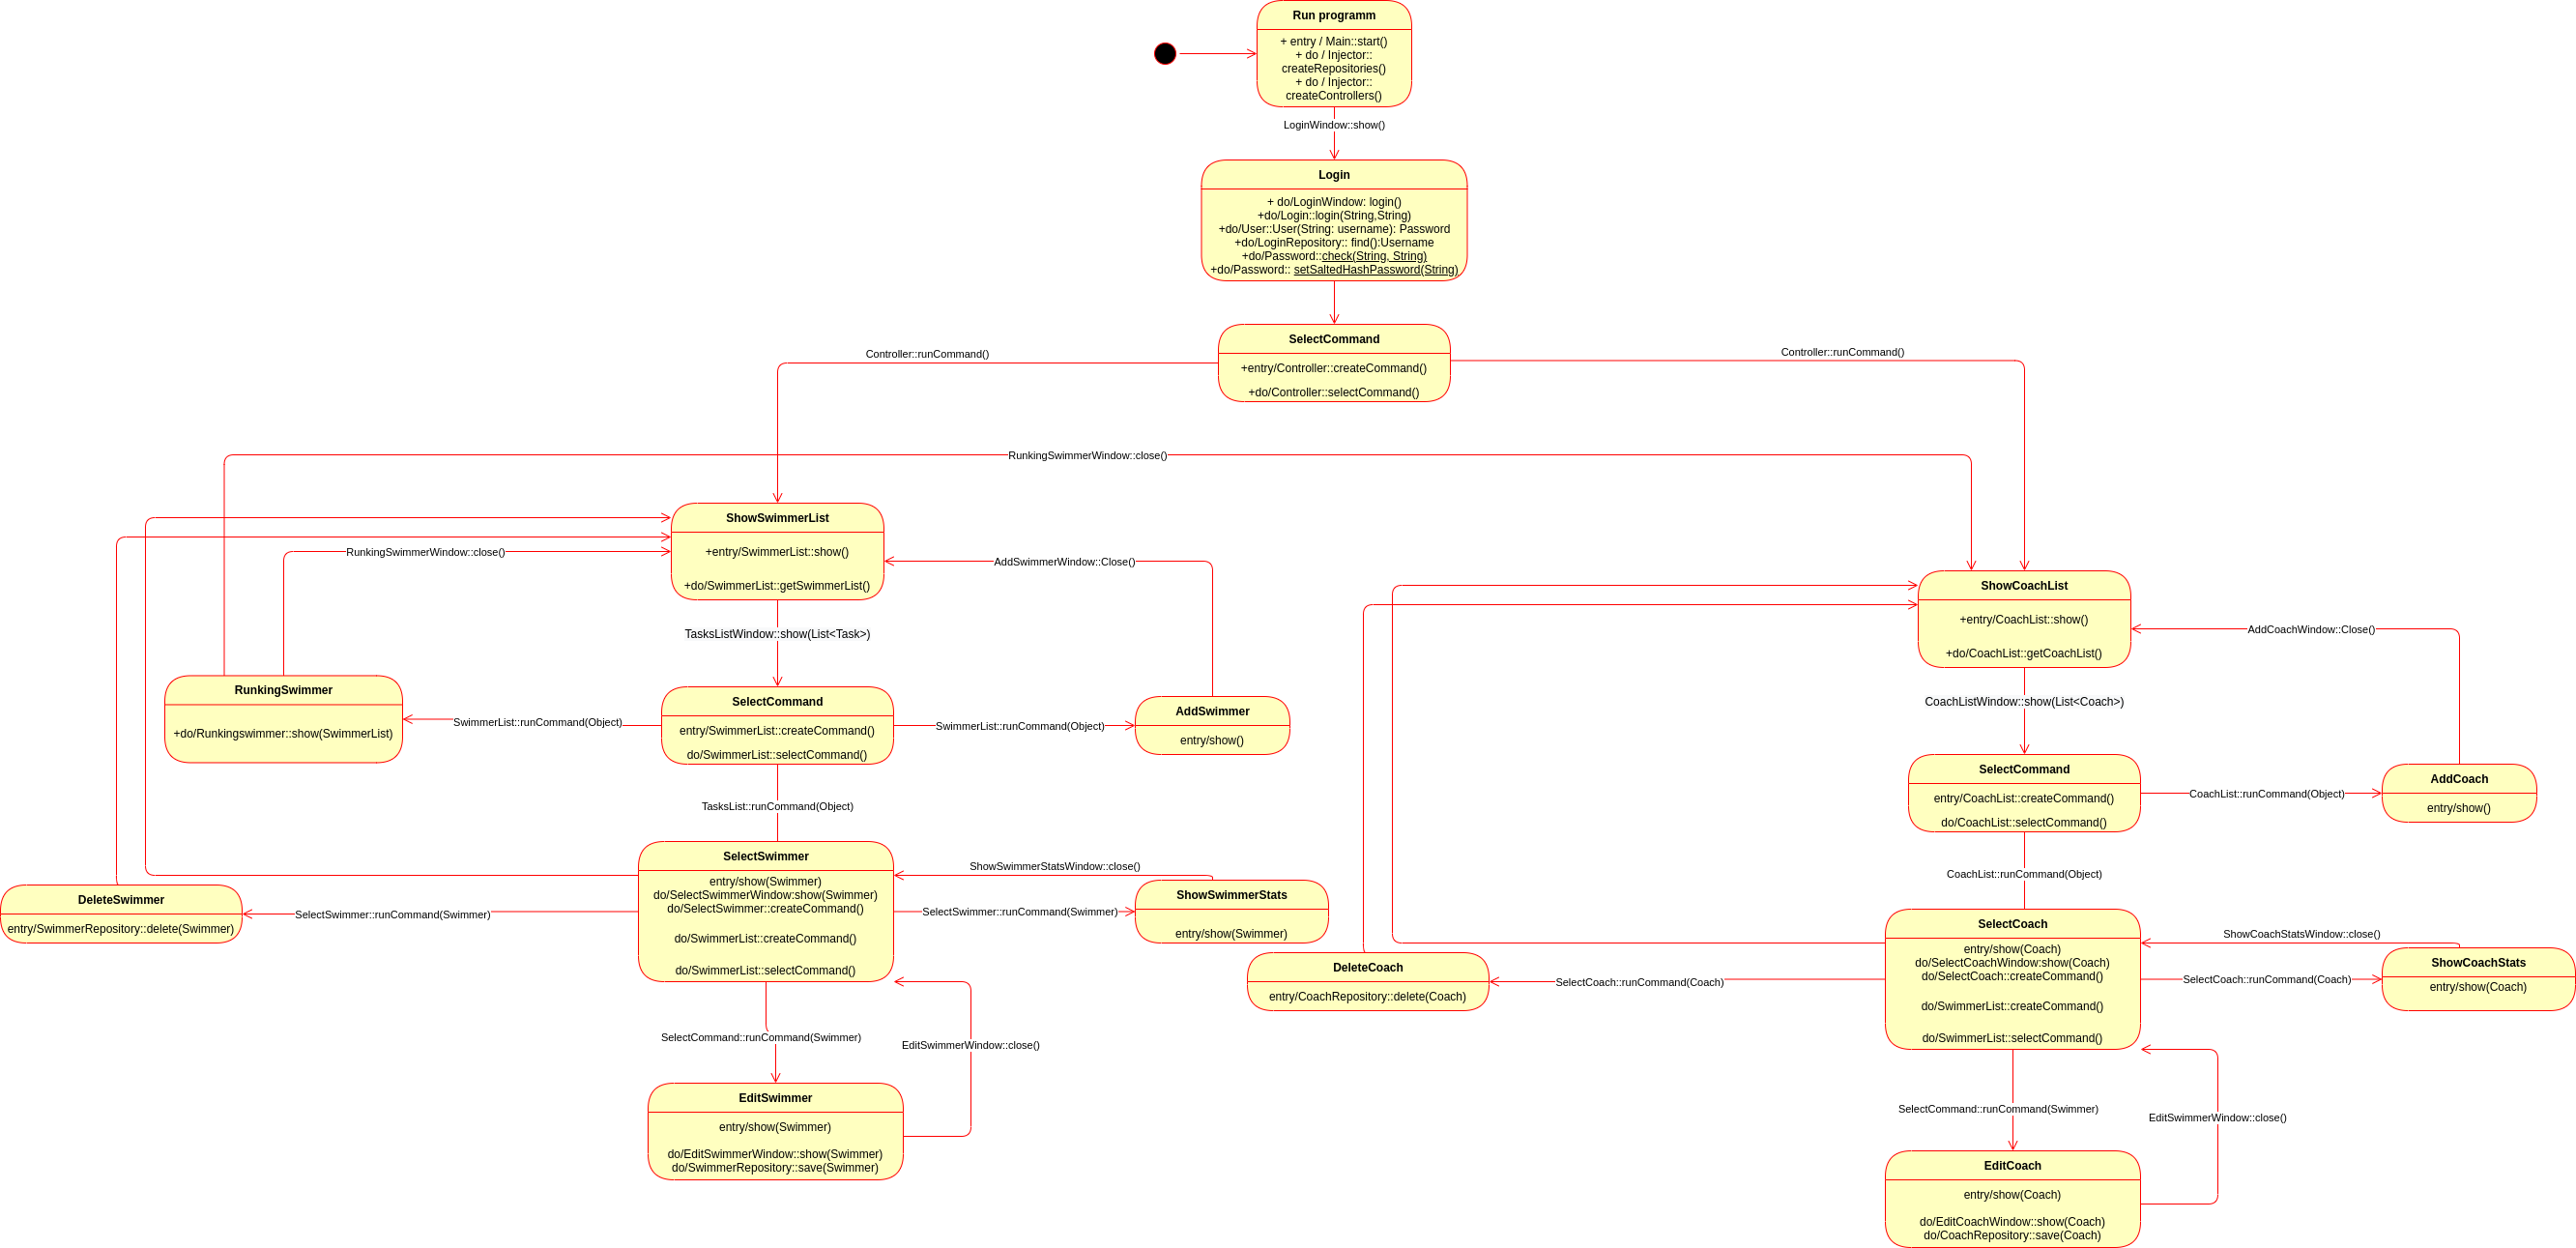 Run programm
+ entry / Main::start()
+ do / Injector::
createRepositories()
+ do / Injector::
createControllers()
LoginWindow::show()
Login
+ do/LoginWindow: login()
+do/Login::login(String,String)
+do/User::User(String: username): Password
+do/LoginRepository:: find():Username
+do/Password::check(String, String)
+do/Password:: setSaltedHashPassword(String)
SelectCommand
+entry/Controller::createCommand()
+do/Controller::selectCommand()
Controller::runCommand()
Controller::runCommand()
RunkingSwimmerWindow::close()
ShowSwimmerList
+entry/SwimmerList::show()
+do/SwimmerList::getSwimmerList()
RunkingSwimmerWindow::close()
AddSwimmerWindow::Close()
TasksListWindow::show(List<Task>)
RunkingSwimmer
+do/Runkingswimmer::show(SwimmerList)
SwimmerList::runCommand(Object)
SelectCommand
entry/SwimmerList::createCommand()
do/SwimmerList::selectCommand()
SwimmerList::runCommand(Object)
AddSwimmer
entry/show()
TasksList::runCommand(Object)
SelectSwimmer
entry/show(Swimmer)
do/SelectSwimmerWindow:show(Swimmer)
do/SelectSwimmer::createCommand()
do/SwimmerList::createCommand()
do/SwimmerList::selectCommand()
DeleteSwimmer
entry/SwimmerRepository::delete(Swimmer)
SelectSwimmer::runCommand(Swimmer)
ShowSwimmerStatsWindow::close()
SelectSwimmer::runCommand(Swimmer)
ShowSwimmerStats
entry/show(Swimmer)
SelectCommand::runCommand(Swimmer)
EditSwimmerWindow::close()
EditSwimmer
entry/show(Swimmer)
do/EditSwimmerWindow::show(Swimmer)
do/SwimmerRepository::save(Swimmer)
ShowCoachList
+entry/CoachList::show()
+do/CoachList::getCoachList()
AddCoachWindow::Close()
CoachListWindow::show(List<Coach>)
SelectCommand
entry/CoachList::createCommand()
do/CoachList::selectCommand()
CoachList::runCommand(Object)
AddCoach
entry/show()
CoachList::runCommand(Object)
SelectCoach
entry/show(Coach)
do/SelectCoachWindow:show(Coach)
do/SelectCoach::createCommand()
do/SwimmerList::createCommand()
do/SwimmerList::selectCommand()
DeleteCoach
entry/CoachRepository::delete(Coach)
SelectCoach::runCommand(Coach)
ShowCoachStatsWindow::close()
SelectCoach::runCommand(Coach)
ShowCoachStats
entry/show(Coach)
SelectCommand::runCommand(Swimmer)
EditSwimmerWindow::close()
EditCoach
entry/show(Coach)
do/EditCoachWindow::show(Coach)
do/CoachRepository::save(Coach)